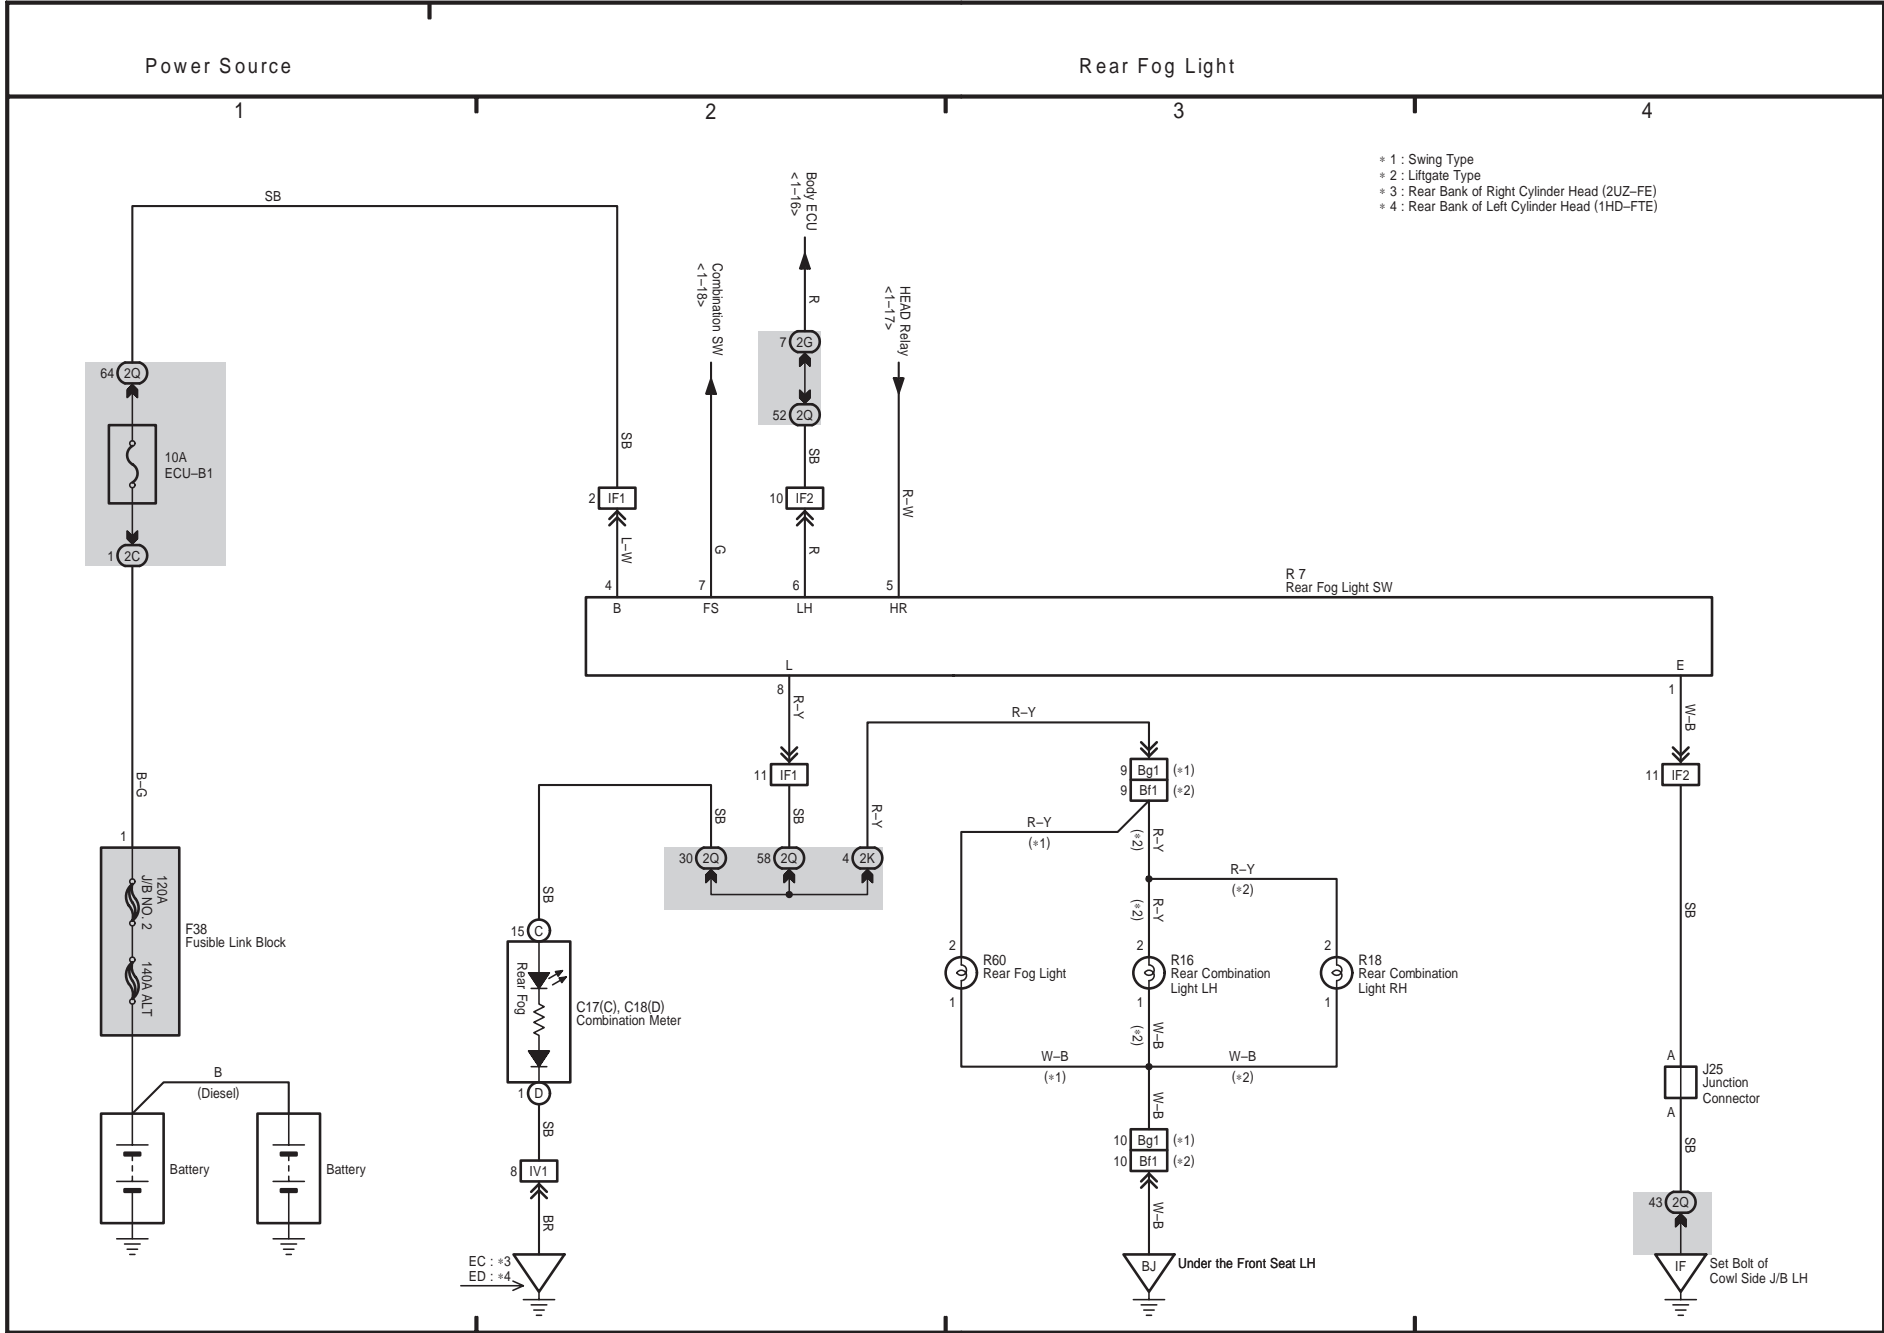 Power Source
Rear Fog Light
1
2
3
4
∗ 1 : Swing Type
∗ 2 : Liftgate Type
∗ 3 : Rear Bank of Right Cylinder Head (2UZ–FE)
∗ 4 : Rear Bank of Left Cylinder Head (1HD–FTE)
SB
Body ECU
<1–16>
Combination SW
<1–18>
HEAD Relay
<1–17>
R
7 2G
64 2Q
52 2Q
10A
ECU–B1
SB
SB
2 IF1
10 IF2
R–W
1 2C
L–W
G
R
4
7
6
5
R 7
Rear Fog Light SW
B
FS
LH
HR
L
E
8
1
R–Y
W–B
R–Y
B–G
11 IF1
9 Bg1 (∗1)
9 Bf1 (∗2)
11 IF2
SB
SB
R–Y
R–Y
(∗1)
R–Y
(∗2)
1
30 2Q
58 2Q
4 2K
R–Y
(∗2)
120A
J/B NO. 2
140A ALT
F38
Fusible Link Block
SB
R–Y
(∗2)
SB
15 C
Rear Fog
C17(C), C18(D)
Combination Meter
2
R60
Rear Fog Light
1
2
R16
Rear Combination
Light LH
1
2
R18
Rear Combination
Light RH
1
W–B
(∗2)
W–B
(∗1)
W–B
(∗2)
A
J25
Junction
Connector
A
B
(Diesel)
1 D
W–B
SB
10 Bg1 (∗1)
10 Bf1 (∗2)
SB
Battery
Battery
8 IV1
BR
W–B
43 2Q
EC : ∗3
ED : ∗4
BJ
Under the Front Seat LH
IF
Set Bolt of
Cowl Side J/B LH